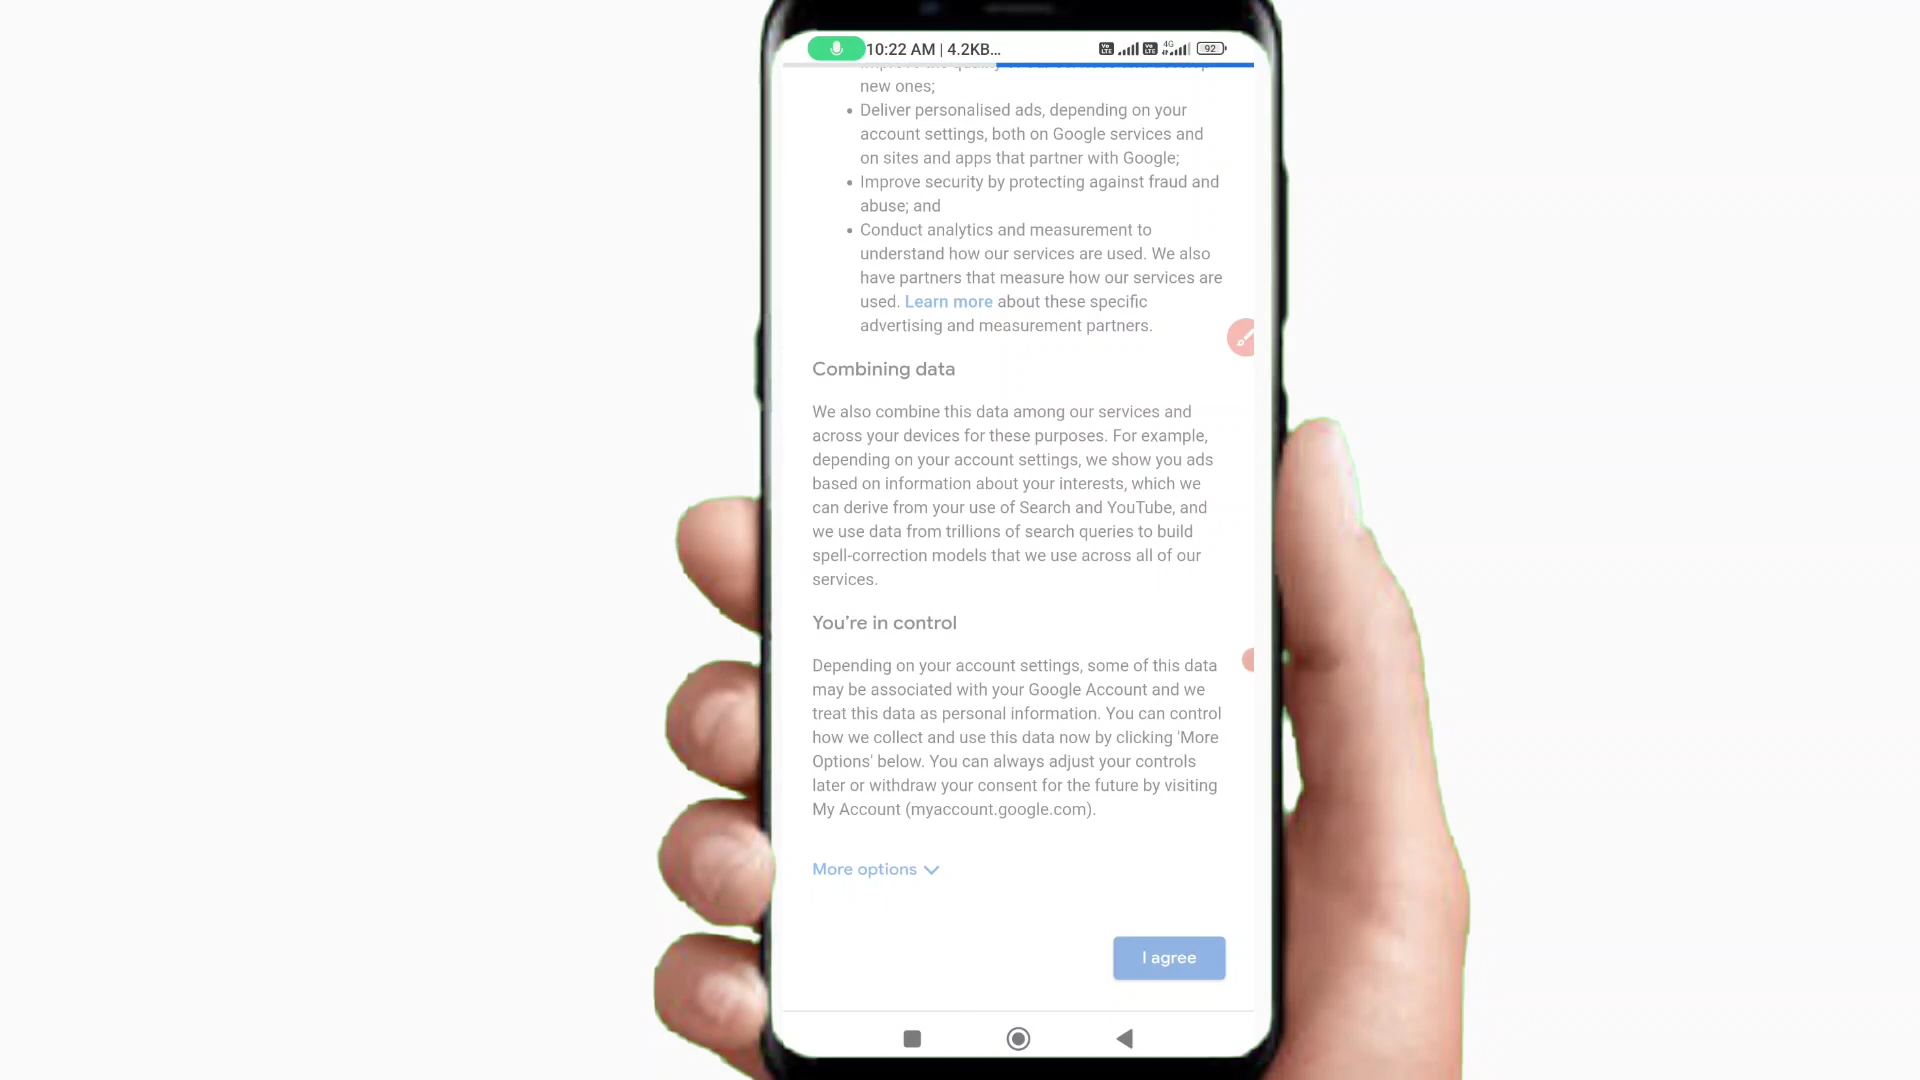 10:22 AM | 4.2KB...
4G
92
new ones;
• Deliver personalised ads, depending on your
account settings, both on Google services and
on sites and apps that partner with Google;
• Improve security by protecting against fraud and
abuse; and
• Conduct analytics and measurement to
understand how our services are used. We also
have partners that measure how our services are
used. Learn more about these specific
advertising and measurement partners.
Combining data
We also combine this data among our services and
across your devices for these purposes. For example,
depending on your account settings, we show you ads
based on information about your interests, which we
can derive from your use of Search and YouTube, and
we use data from trillions of search queries to build
spell-correction models that we use across all of our
services.
You’re in control
Depending on your account settings, some of this data
may be associated with your Google Account and we
treat this data as personal information. You can control
how we collect and use this data now by clicking 'More
Options' below. You can always adjust your controls
later or withdraw your consent for the future by visiting
My Account (myaccount.google.com).
More options
I agree